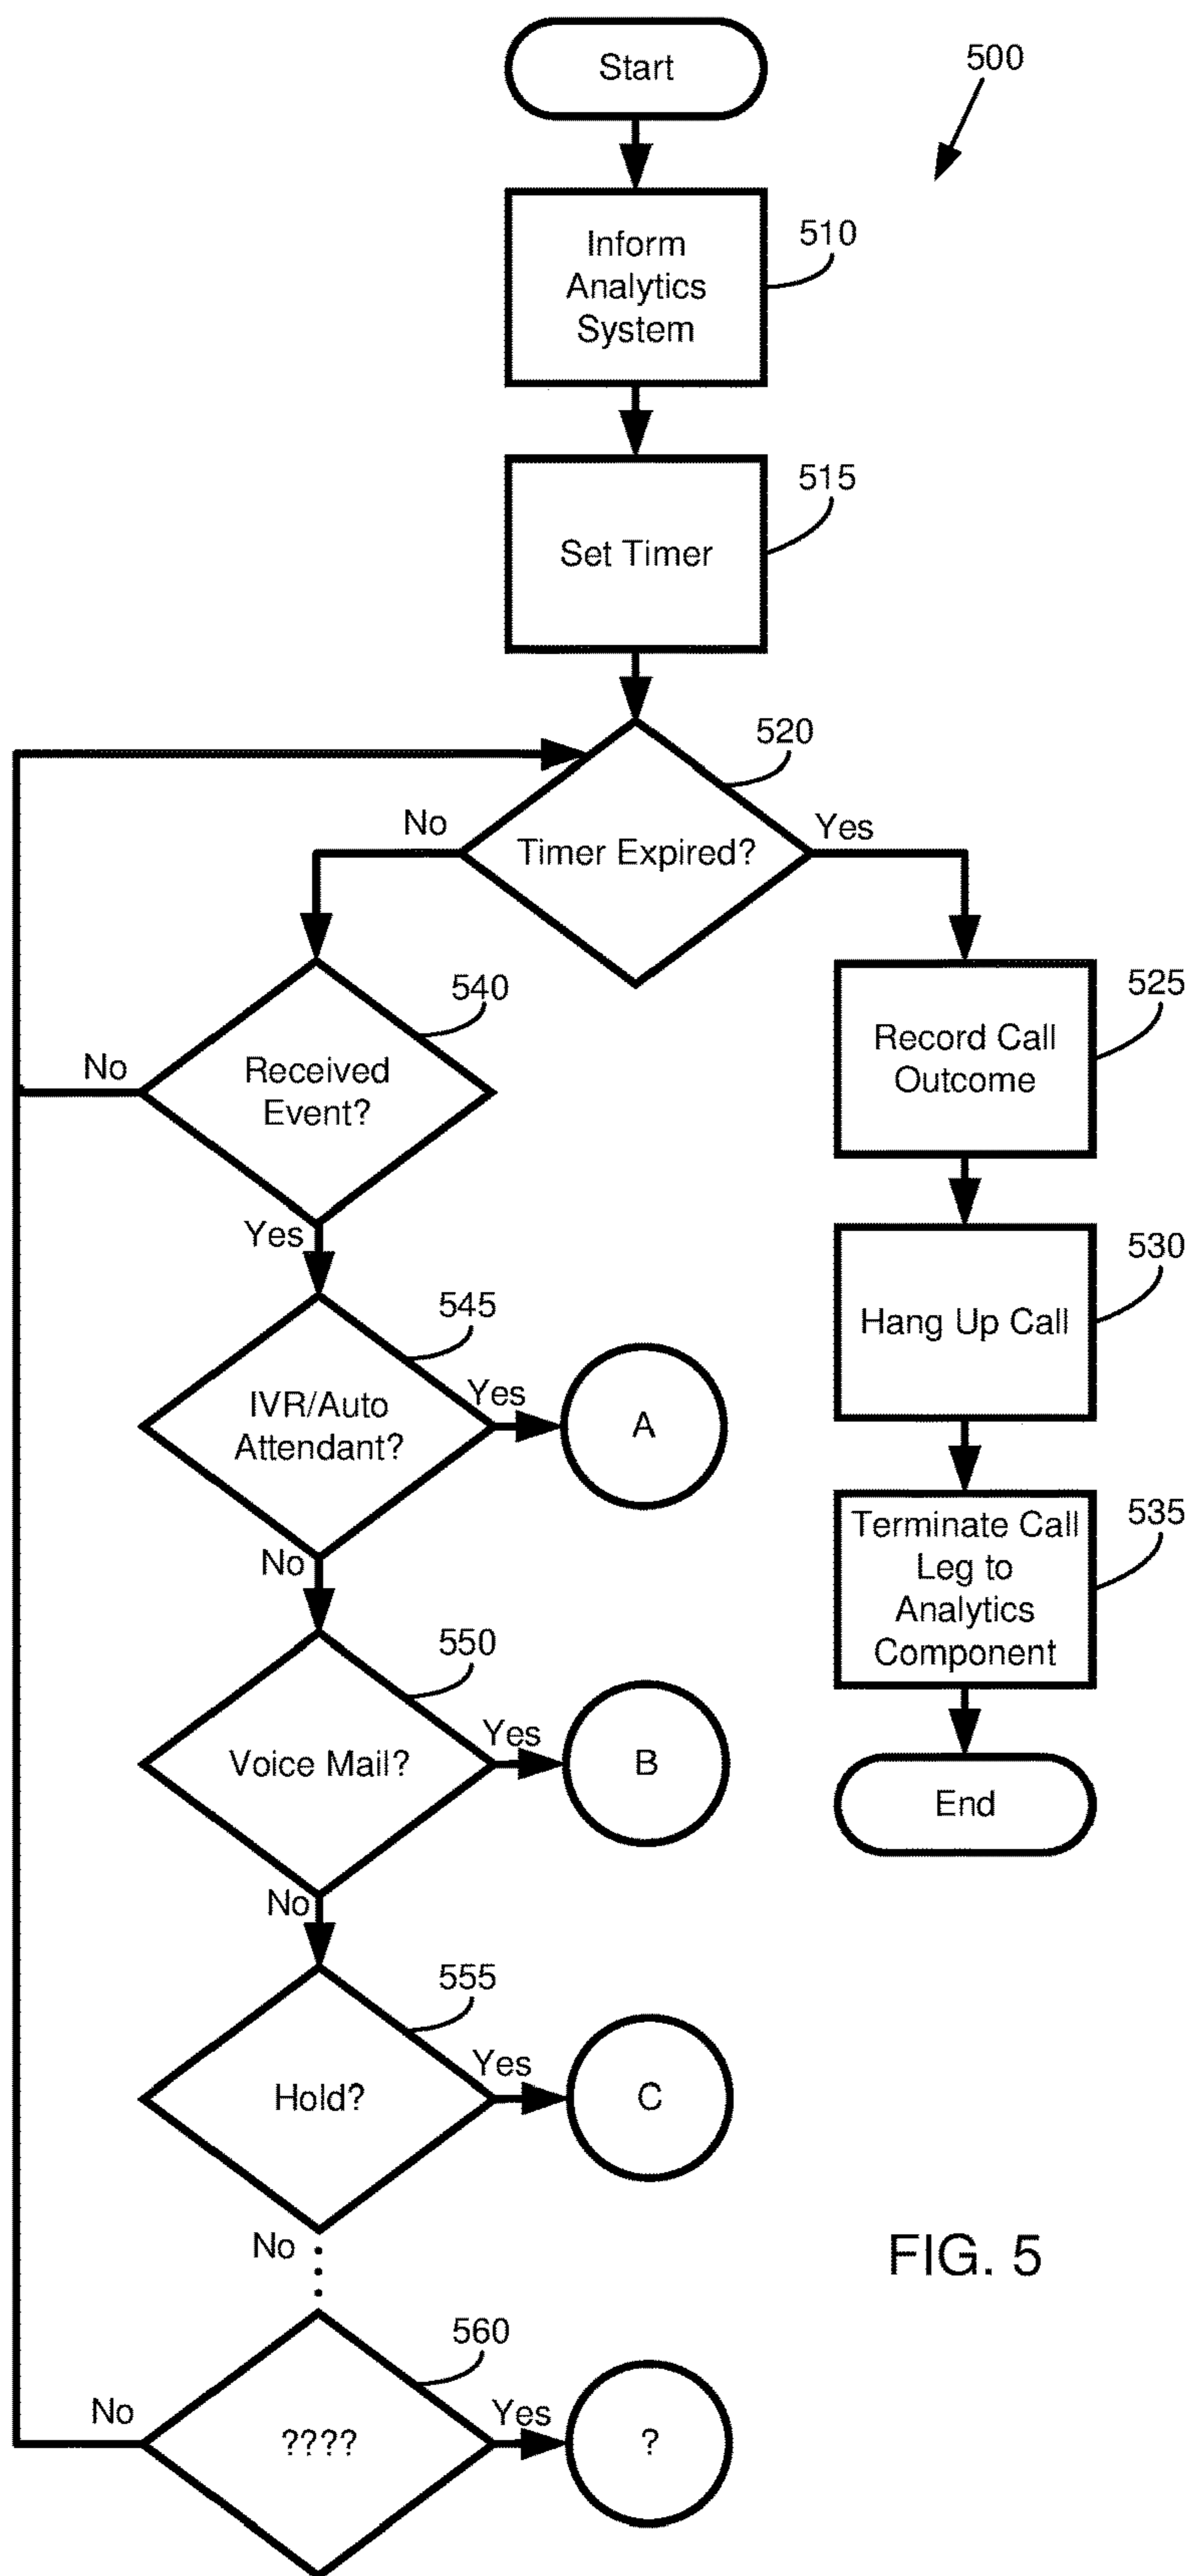 Start
500
Inform
Analytics
System
510
Set Timer
515
Timer Expired?
520
No
Yes
Received
Event?
540
No
Yes
Record Call
Outcome
525
Hang Up Call
530
Terminate Call
Leg to
Analytics
Component
535
End
IVR/Auto
Attendant?
545
Yes
A
No
Voice Mail?
550
Yes
B
No
Hold?
555
Yes
C
No
????
560
No
Yes
?
FIG. 5